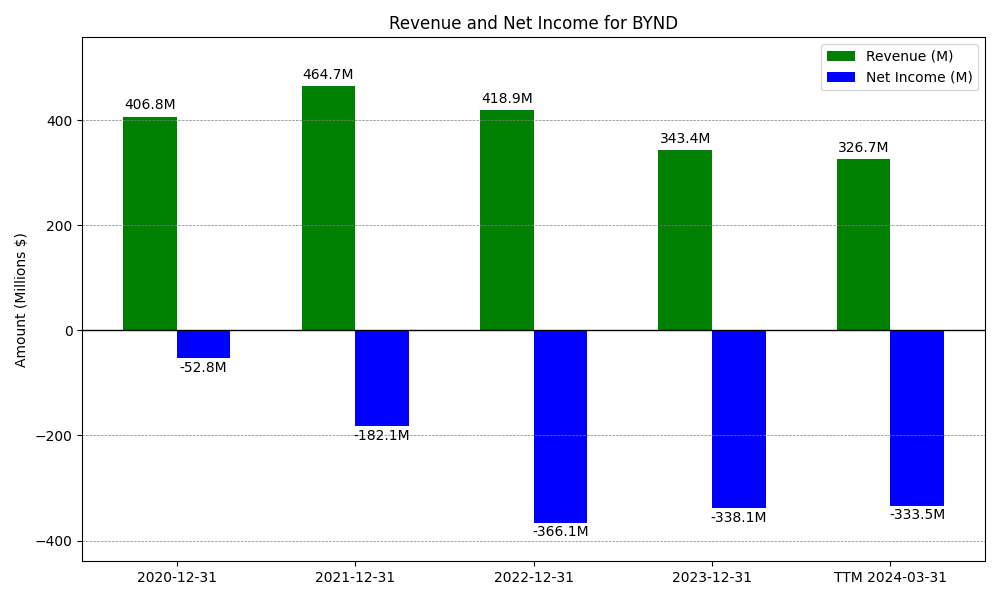 Revenue and Net Income for BYND
Revenue (M)
Net Income (M)
Amount (Millions $)
400
200
0
−200
−400
406.8M
464.7M
418.9M
343.4M
326.7M
-52.8M
-182.1M
-366.1M
-338.1M
-333.5M
2020-12-31
2021-12-31
2022-12-31
2023-12-31
TTM 2024-03-31